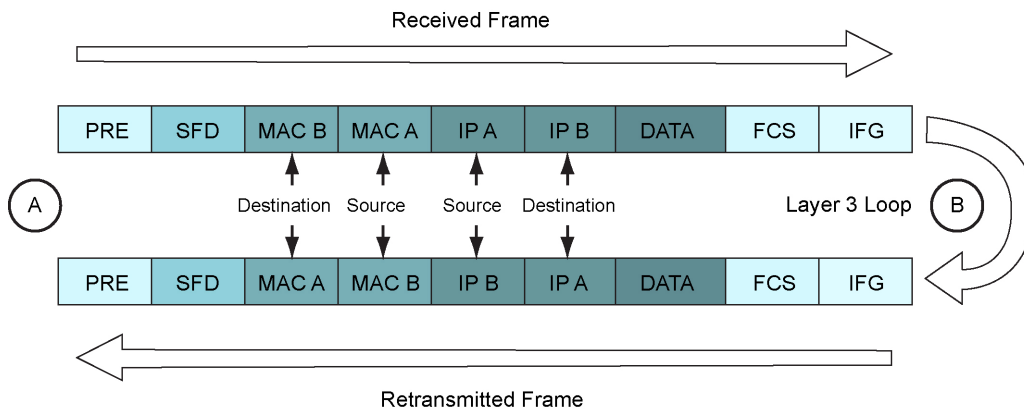 Received Frame
PRE SFD MAC B MAC A IP A IP B DATA FCS IFG
A Destination Source Source Destination Layer 3 Loop B
PRE SFD MAC A MAC B IP B IP A DATA FCS IFG
Retransmitted Frame